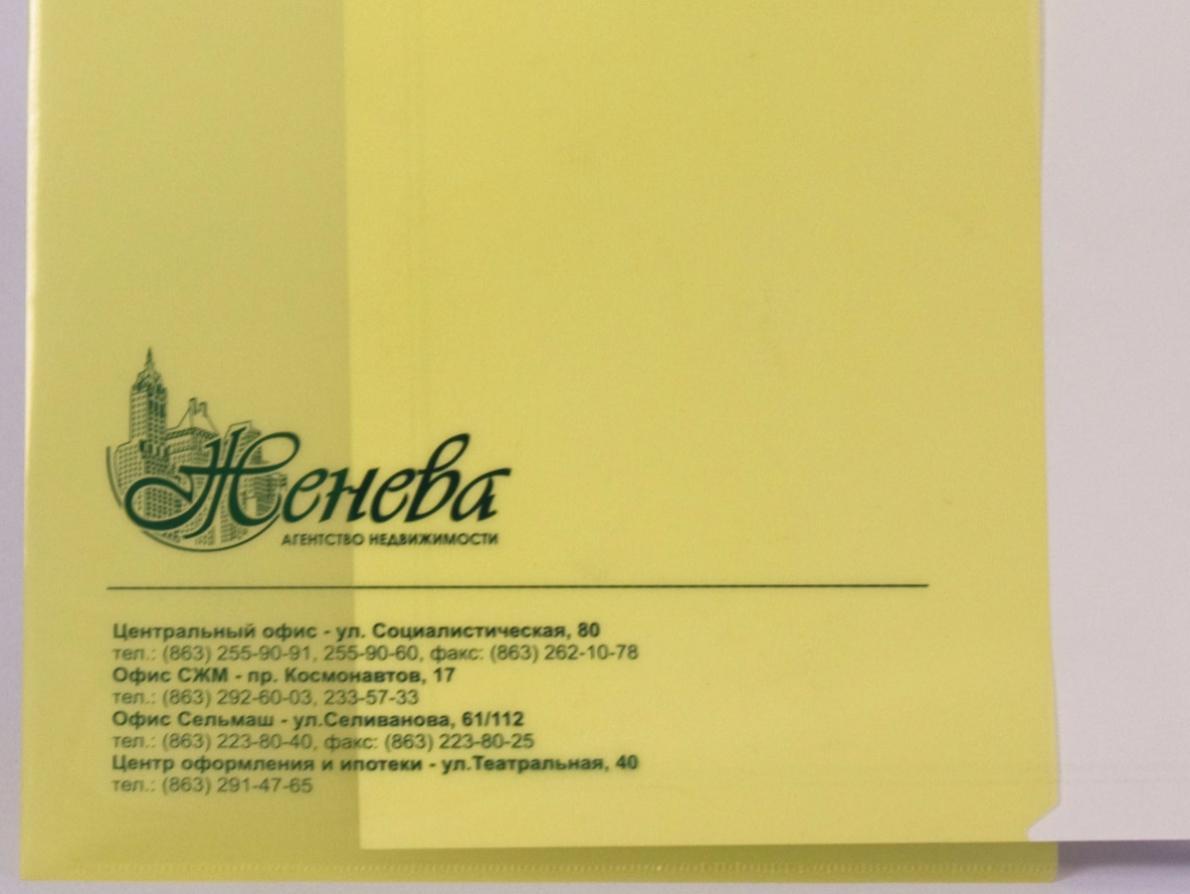 Женева
АГЕНТСТВО НЕДВИЖИМОСТИ
Центральный офис - ул. Социалистическая, 80
тел.: (863) 255-90-91, 255-90-60, факс: (863) 262-10-78
Офис СЖМ - пр. Космонавтов, 17
тел.: (863) 292-60-03, 233-57-33
Офис Сельмаш - ул.Селиванова, 61/112
тел.: (863) 223-80-40, факс: (863) 223-80-25
Центр оформления и ипотеки - ул.Театральная, 40
тел.: (863) 291-47-65